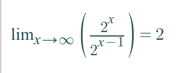 lim_{x→∞} (2^x / 2^{x−1}) = 2